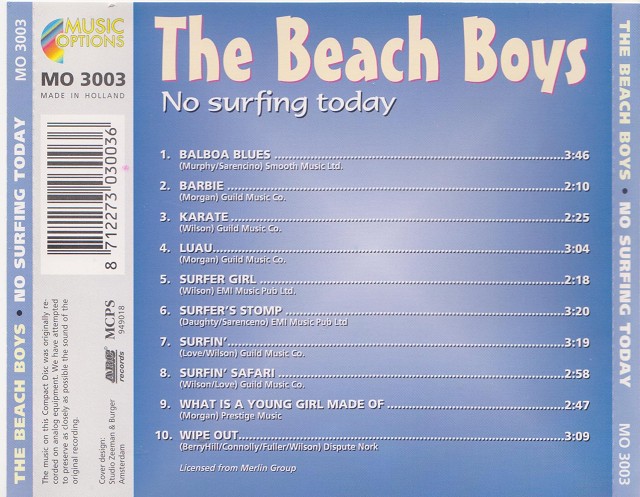 THE BEACH BOYS • NO SURFING TODAY MO 3003
MUSIC
OPTIONS
MO 3003
MADE IN HOLLAND
8 712273 030036
The music on this Compact Disc was originally re-
corded on analog equipment. We have attempted
to preserve as closely as possible the sound of the
original recording.
Cover design:
Studio Zeeman & Burger
Amsterdam
ARC
records
MCPS
949018
The Beach Boys
No surfing today
1. BALBOA BLUES 3:46
(Murphy/Sarencino) Smooth Music Ltd.
2. BARBIE 2:10
(Morgan) Guild Music Co.
3. KARATE 2:25
(Wilson) Guild Music Co.
4. LUAU 3:04
(Morgan) Guild Music Co.
5. SURFER GIRL 2:18
(Wilson) EMI Music Pub Ltd.
6. SURFER'S STOMP 3:20
(Daughty/Sarenceno) EMI Music Pub Ltd
7. SURFIN' 3:19
(Love/Wilson) Guild Music Co.
8. SURFIN' SAFARI 2:58
(Wilson/Love) Guild Music Co.
9. WHAT IS A YOUNG GIRL MADE OF 2:47
(Morgan) Prestige Music
10. WIPE OUT 3:09
(BerryHill/Connolly/Fuller/Wilson) Dispute Nork
Licensed from Merlin Group
THE BEACH BOYS • NO SURFING TODAY MO 3003